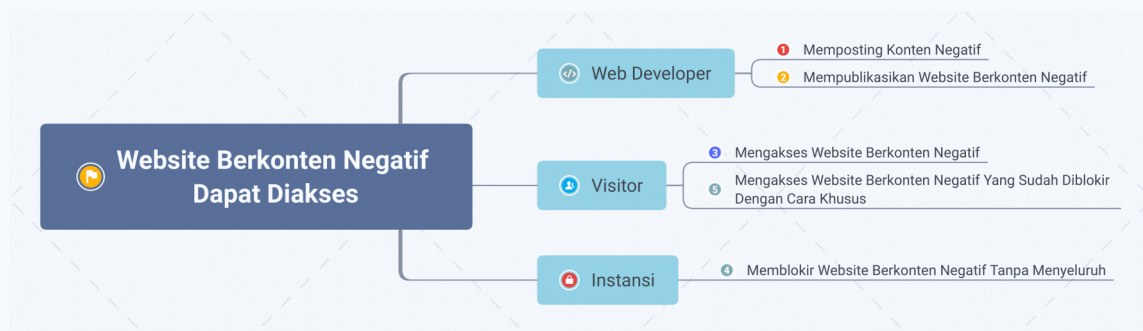 Website Berkonten Negatif
Dapat Diakses
Web Developer
1 Memposting Konten Negatif
2 Mempublikasikan Website Berkonten Negatif
Visitor
3 Mengakses Website Berkonten Negatif
5 Mengakses Website Berkonten Negatif Yang Sudah Diblokir
Dengan Cara Khusus
Instansi
4 Memblokir Website Berkonten Negatif Tanpa Menyeluruh